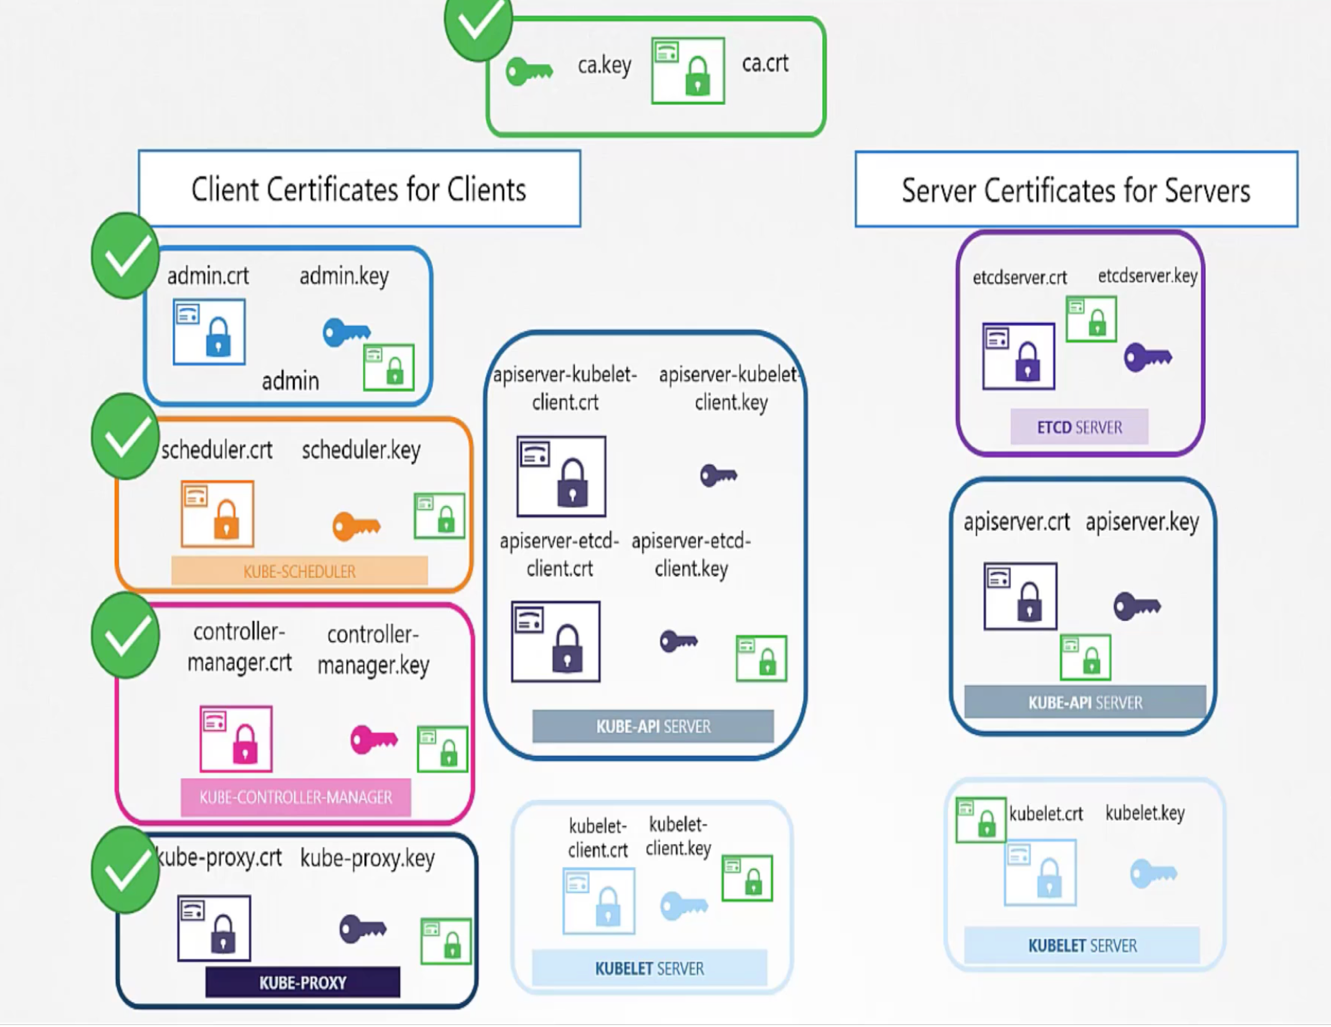 ca.key
ca.crt
Client Certificates for Clients
Server Certificates for Servers
admin.crt
admin.key
admin
scheduler.crt
scheduler.key
KUBE-SCHEDULER
controller-
manager.crt
controller-
manager.key
KUBE-CONTROLLER-MANAGER
kube-proxy.crt
kube-proxy.key
KUBE-PROXY
apiserver-kubelet-
client.crt
apiserver-kubelet-
client.key
apiserver-etcd-
client.crt
apiserver-etcd-
client.key
KUBE-API SERVER
kubelet-
client.crt
kubelet-
client.key
KUBELET SERVER
etcdserver.crt
etcdserver.key
ETCD SERVER
apiserver.crt
apiserver.key
KUBE-API SERVER
kubelet.crt
kubelet.key
KUBELET SERVER